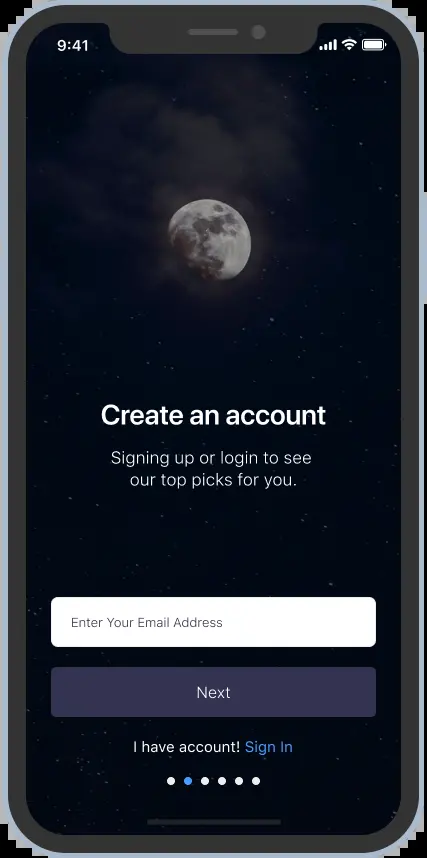 9:41
Create an account
Signing up or login to see
our top picks for you.
Enter Your Email Address
Next
I have account! Sign In